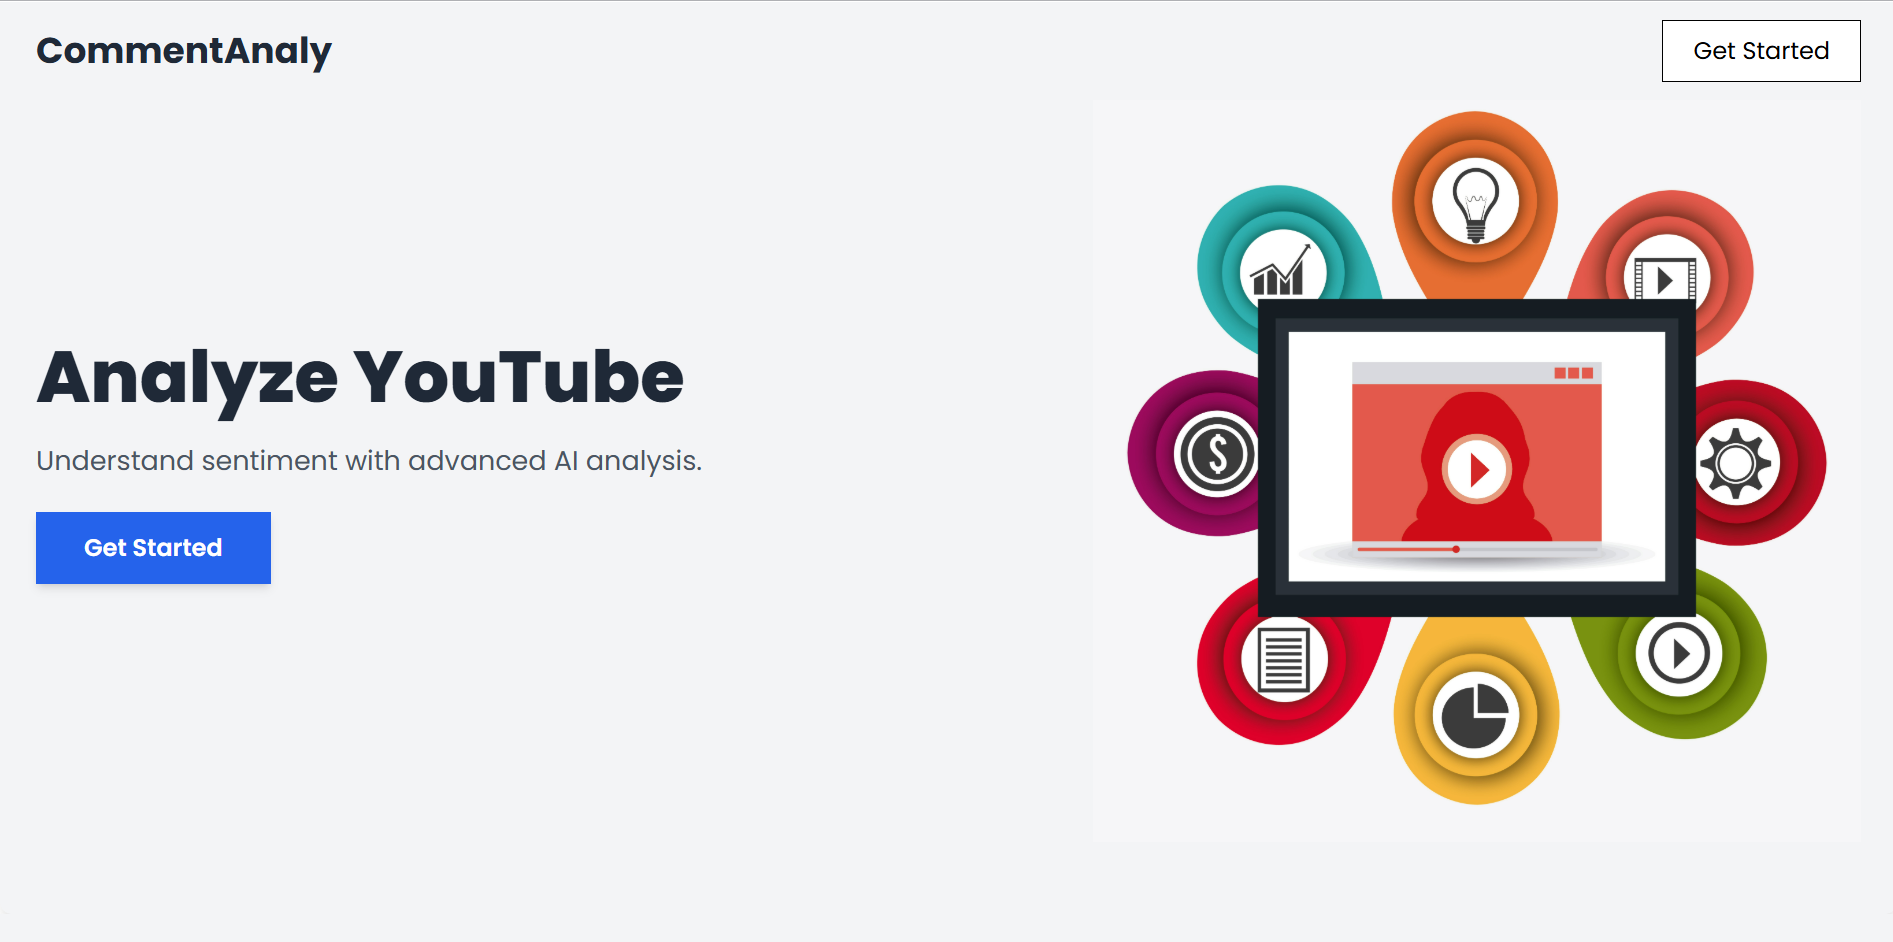 CommentAnaly
Get Started
Analyze YouTube
Understand sentiment with advanced AI analysis.
Get Started
$